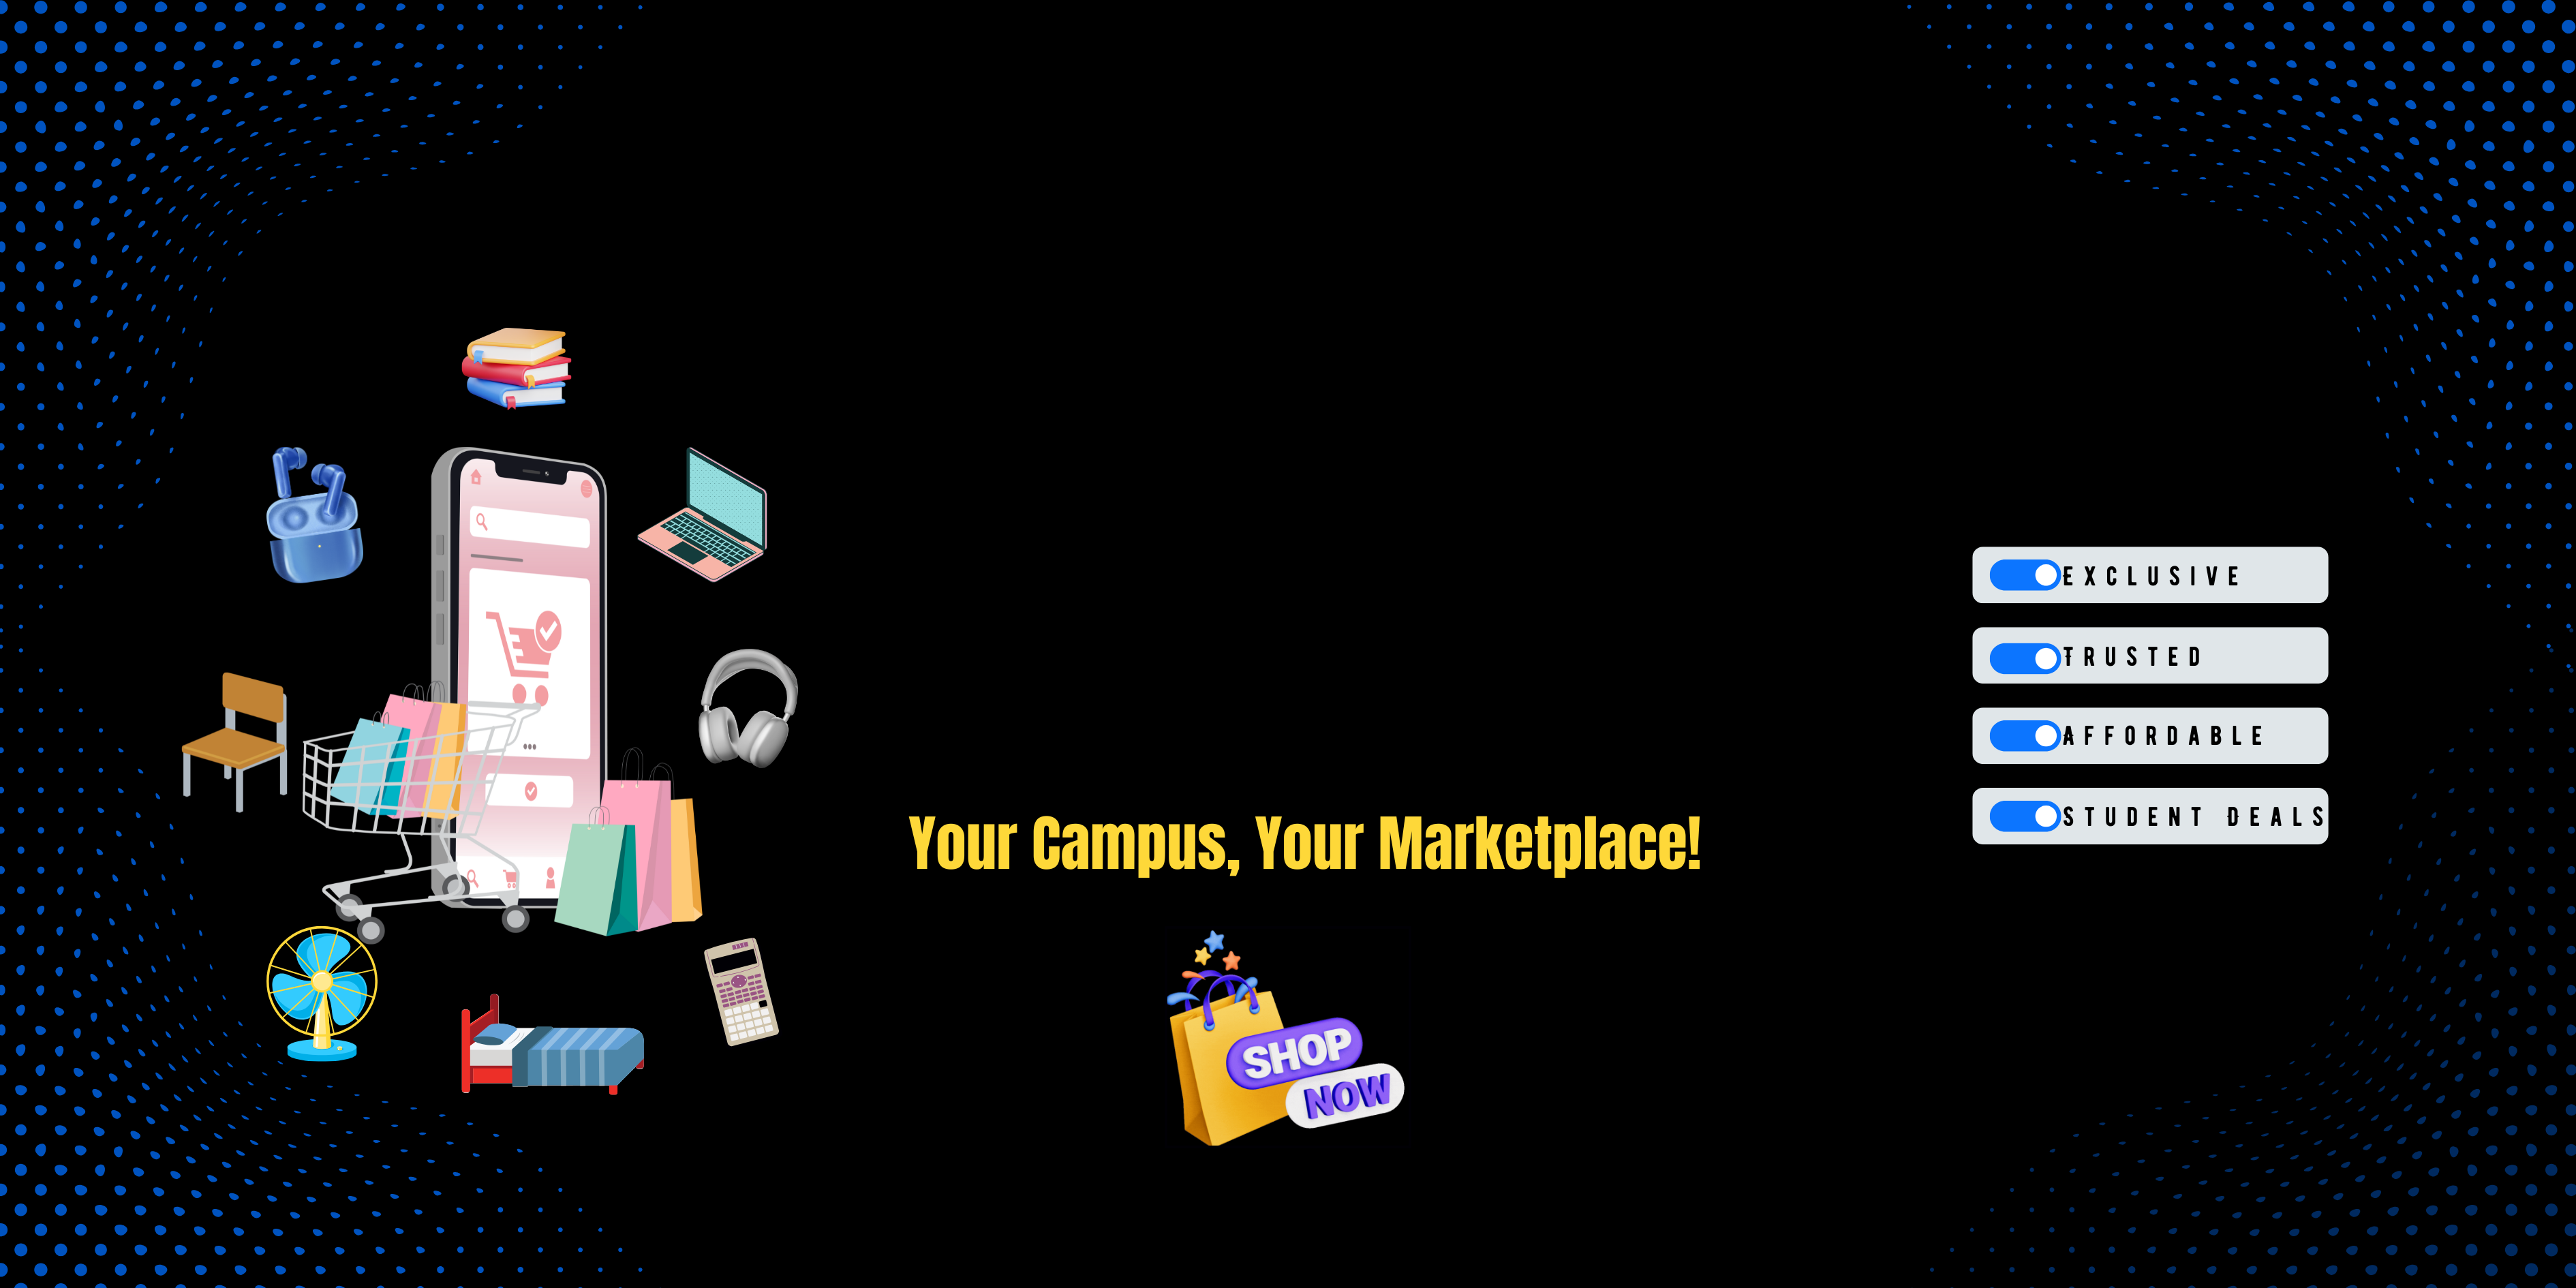 Your Campus, Your Marketplace!
SHOP
NOW
EXCLUSIVE
TRUSTED
AFFORDABLE
STUDENT DEALS